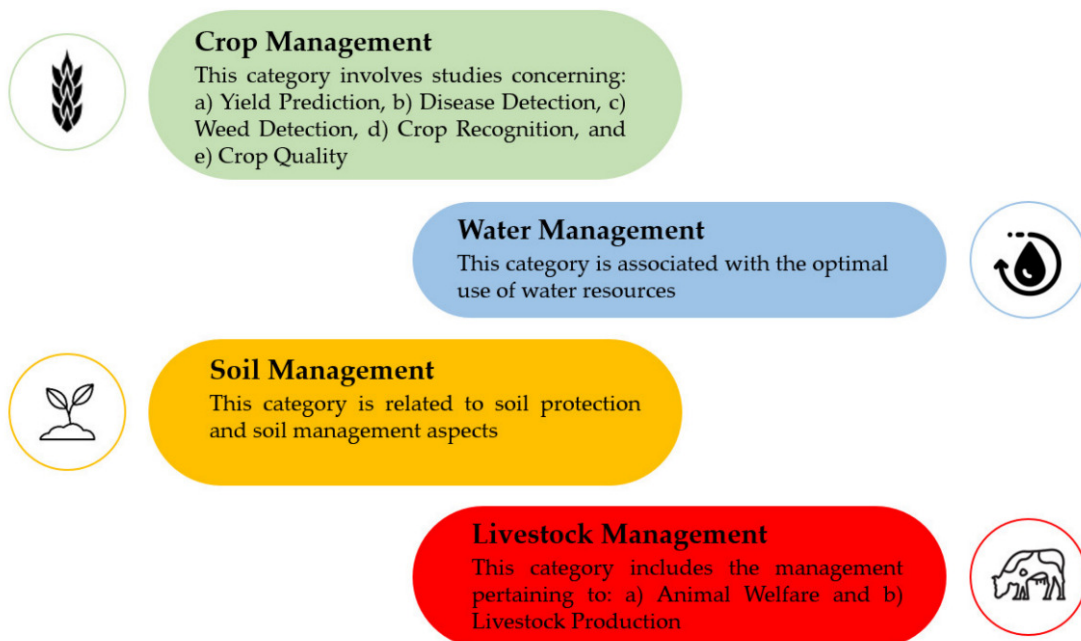 Crop Management
This category involves studies concerning:
a) Yield Prediction, b) Disease Detection, c)
Weed Detection, d) Crop Recognition, and
e) Crop Quality
Water Management
This category is associated with the optimal
use of water resources
Soil Management
This category is related to soil protection
and soil management aspects
Livestock Management
This category includes the management
pertaining to: a) Animal Welfare and b)
Livestock Production